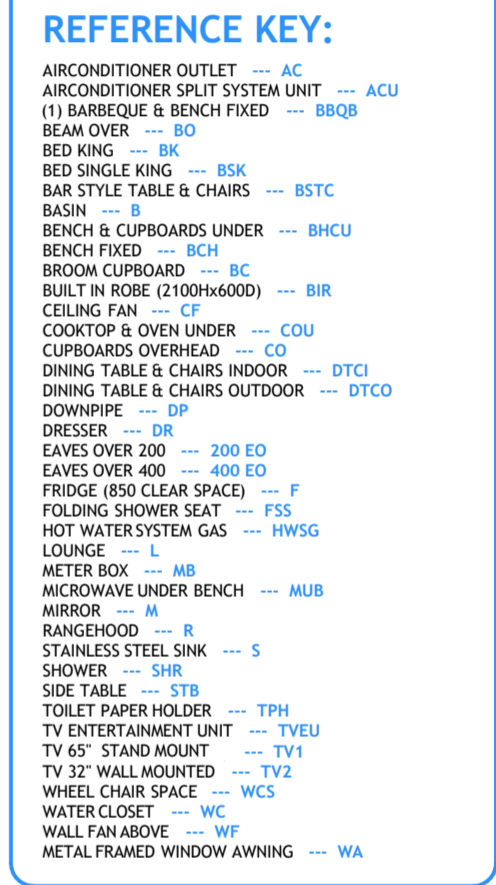 REFERENCE KEY:
AIRCONDITIONER OUTLET --- AC
AIRCONDITIONER SPLIT SYSTEM UNIT --- ACU
(1) BARBEQUE & BENCH FIXED --- BBQB
BEAM OVER --- BO
BED KING --- BK
BED SINGLE KING --- BSK
BAR STYLE TABLE & CHAIRS --- BSTC
BASIN --- B
BENCH & CUPBOARDS UNDER --- BHCU
BENCH FIXED --- BCH
BROOM CUPBOARD --- BC
BUILT IN ROBE (2100Hx600D) --- BIR
CEILING FAN --- CF
COOKTOP & OVEN UNDER --- COU
CUPBOARDS OVERHEAD --- CO
DINING TABLE & CHAIRS INDOOR --- DTCI
DINING TABLE & CHAIRS OUTDOOR --- DTCO
DOWNPIPE --- DP
DRESSER --- DR
EAVES OVER 200 --- 200 EO
EAVES OVER 400 --- 400 EO
FRIDGE (850 CLEAR SPACE) --- F
FOLDING SHOWER SEAT --- FSS
HOT WATER SYSTEM GAS --- HWSG
LOUNGE --- L
METER BOX --- MB
MICROWAVE UNDER BENCH --- MUB
MIRROR --- M
RANGEHOOD --- R
STAINLESS STEEL SINK --- S
SHOWER --- SHR
SIDE TABLE --- STB
TOILET PAPER HOLDER --- TPH
TV ENTERTAINMENT UNIT --- TVEU
TV 65" STAND MOUNT --- TV1
TV 32" WALL MOUNTED --- TV2
WHEEL CHAIR SPACE --- WCS
WATER CLOSET --- WC
WALL FAN ABOVE --- WF
METAL FRAMED WINDOW AWNING --- WA